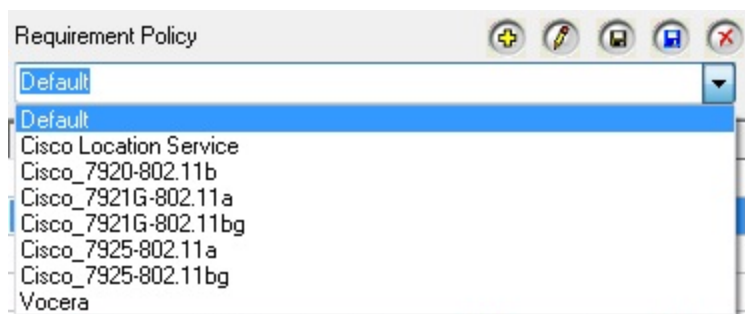 Requirement Policy
Default
Default
Cisco Location Service
Cisco_7920-802.11b
Cisco_7921G-802.11a
Cisco_7921G-802.11bg
Cisco_7925-802.11a
Cisco_7925-802.11bg
Vocera